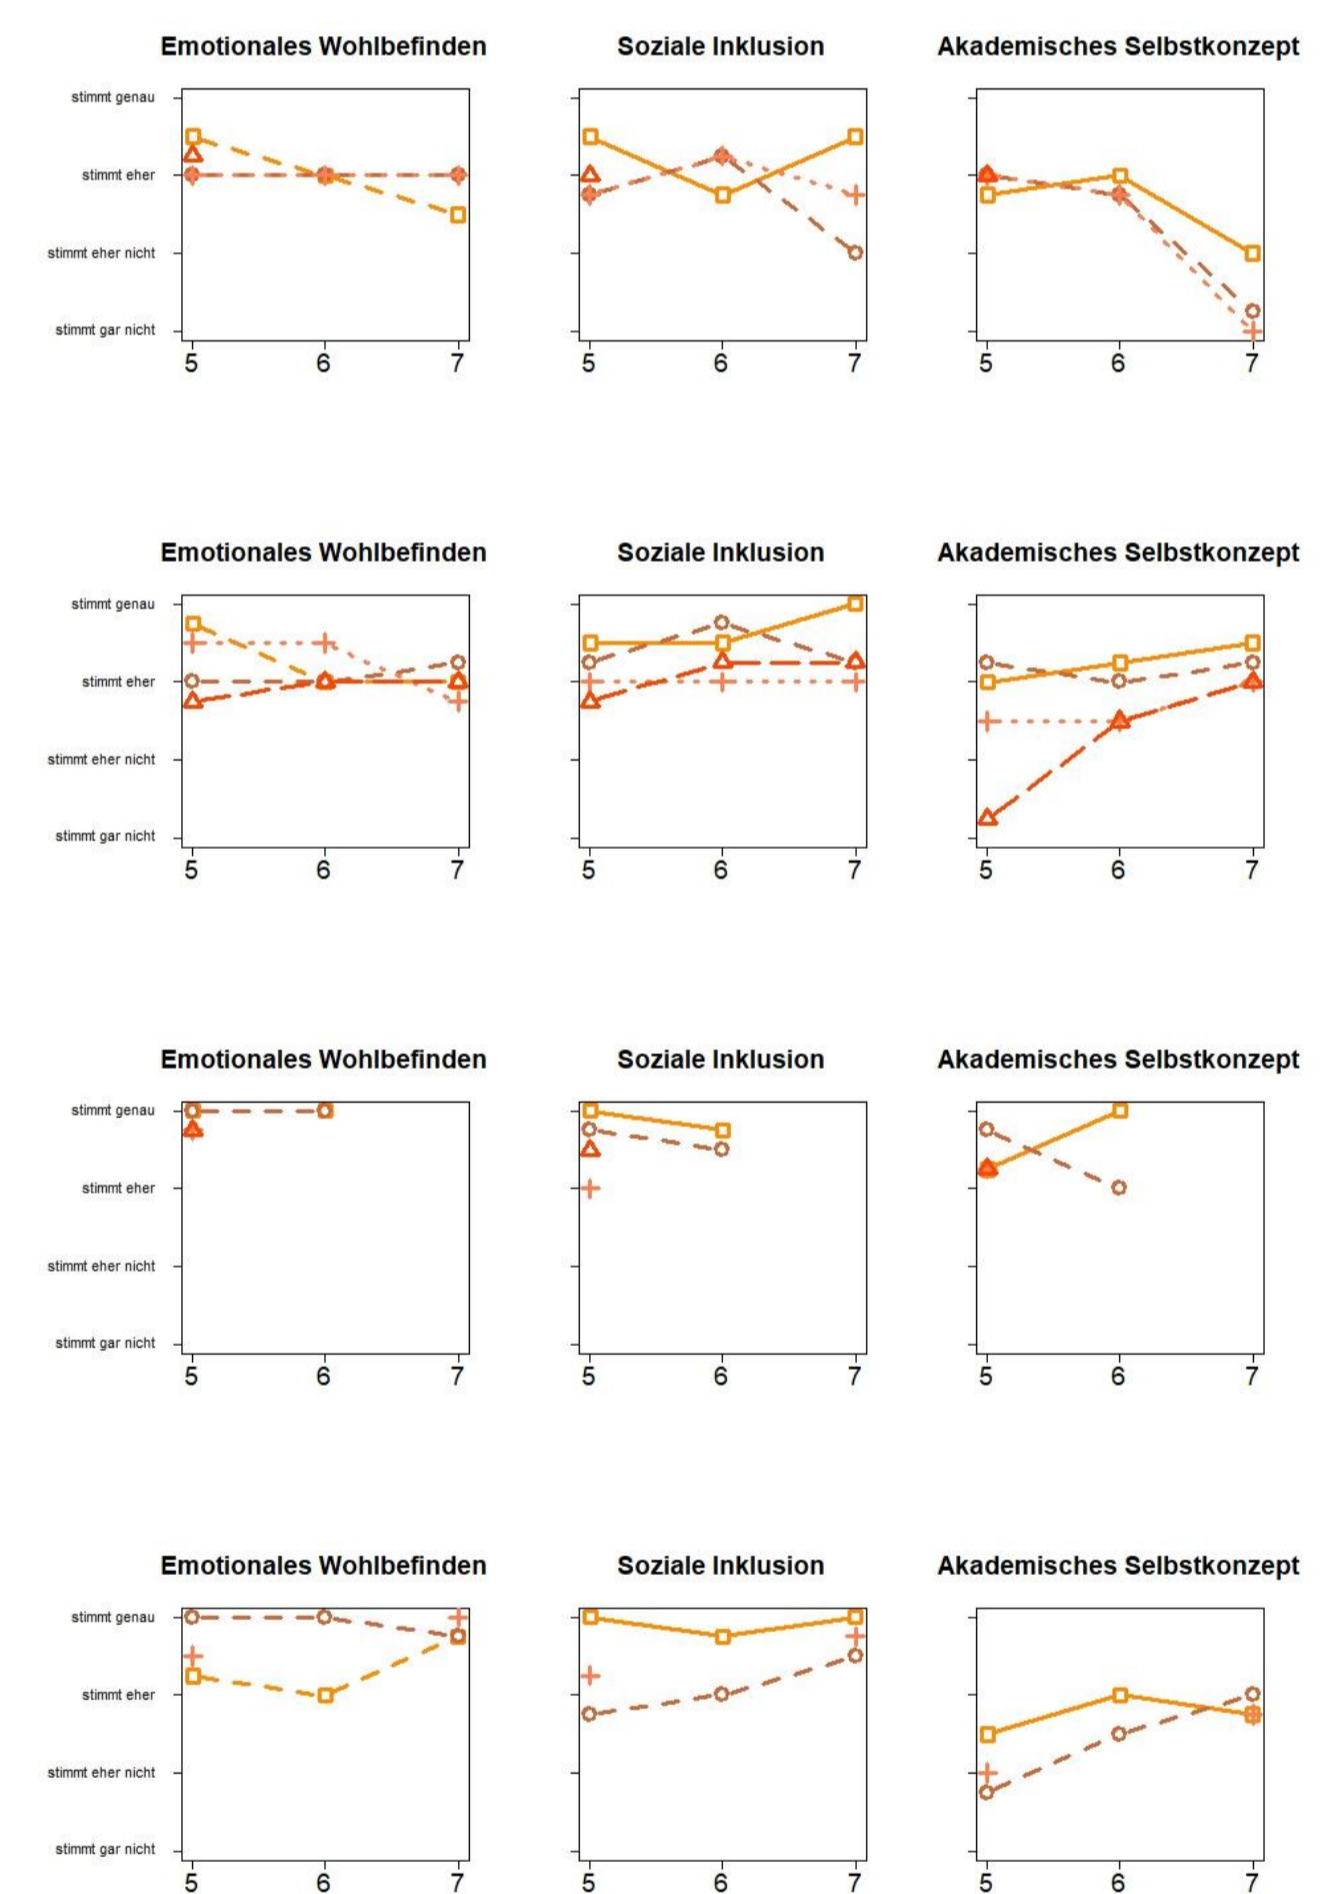 Emotionales Wohlbefinden Soziale Inklusion Akademisches Selbstkonzept
stimmt genau
stimmt eher
stimmt eher nicht
stimmt gar nicht
5 6 7 5 6 7 5 6 7
Emotionales Wohlbefinden Soziale Inklusion Akademisches Selbstkonzept
stimmt genau
stimmt eher
stimmt eher nicht
stimmt gar nicht
5 6 7 5 6 7 5 6 7
Emotionales Wohlbefinden Soziale Inklusion Akademisches Selbstkonzept
stimmt genau
stimmt eher
stimmt eher nicht
stimmt gar nicht
5 6 7 5 6 7 5 6 7
Emotionales Wohlbefinden Soziale Inklusion Akademisches Selbstkonzept
stimmt genau
stimmt eher
stimmt eher nicht
stimmt gar nicht
5 6 7 5 6 7 5 6 7